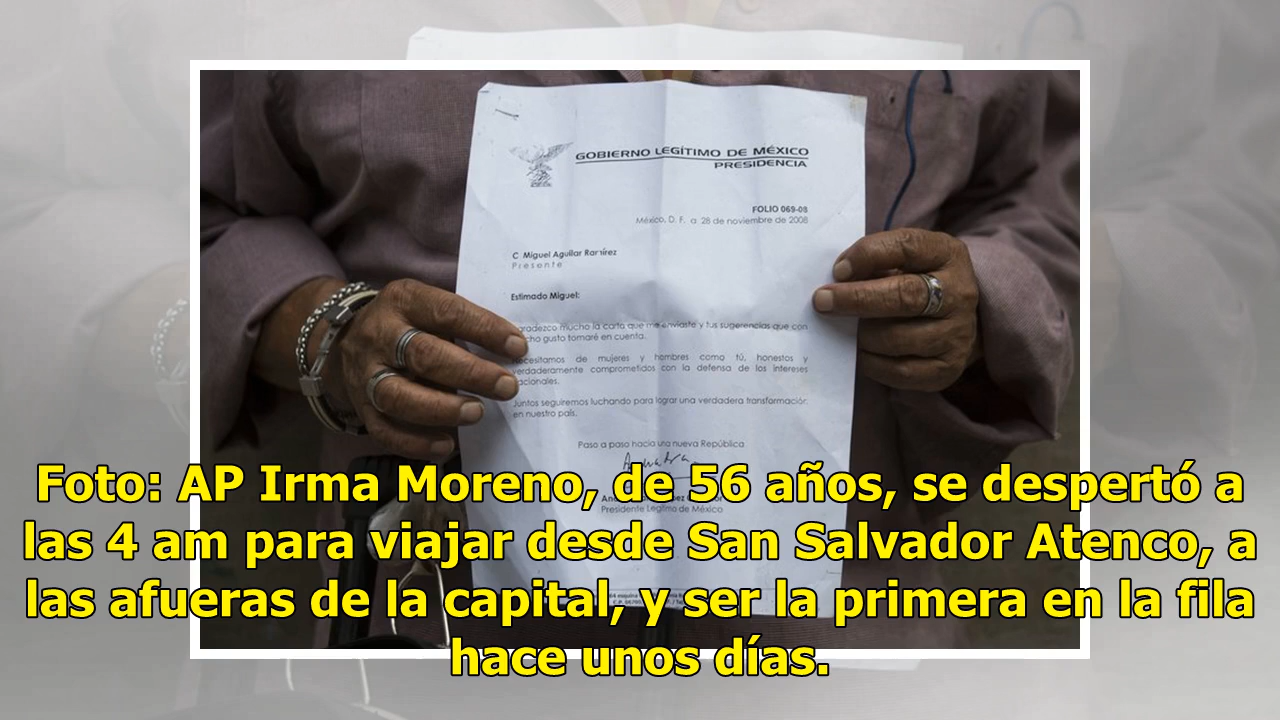 GOBIERNO LEGÍTIMO DE MÉXICO
PRESIDENCIA
FOLIO 069-08
México, D. F. a 28 de noviembre de 2008
C Miguel Aguilar Ramírez
Presente
Estimado Miguel:
mucho la carta que me enviaste y tus sugerencias que con
gusto tomaré en cuenta.
de mujeres y hombres como tú, honestos y
verdaderamente comprometidos con la defensa de los intereses
Juntos seguiremos luchando para lograr una verdadera transformación
en nuestro país.
Paso a paso hacia una nueva República
Presidente Legítimo de México
Foto: AP Irma Moreno, de 56 años, se despertó a
las 4 am para viajar desde San Salvador Atenco, a
las afueras de la capital, y ser la primera en la fila
hace unos días.